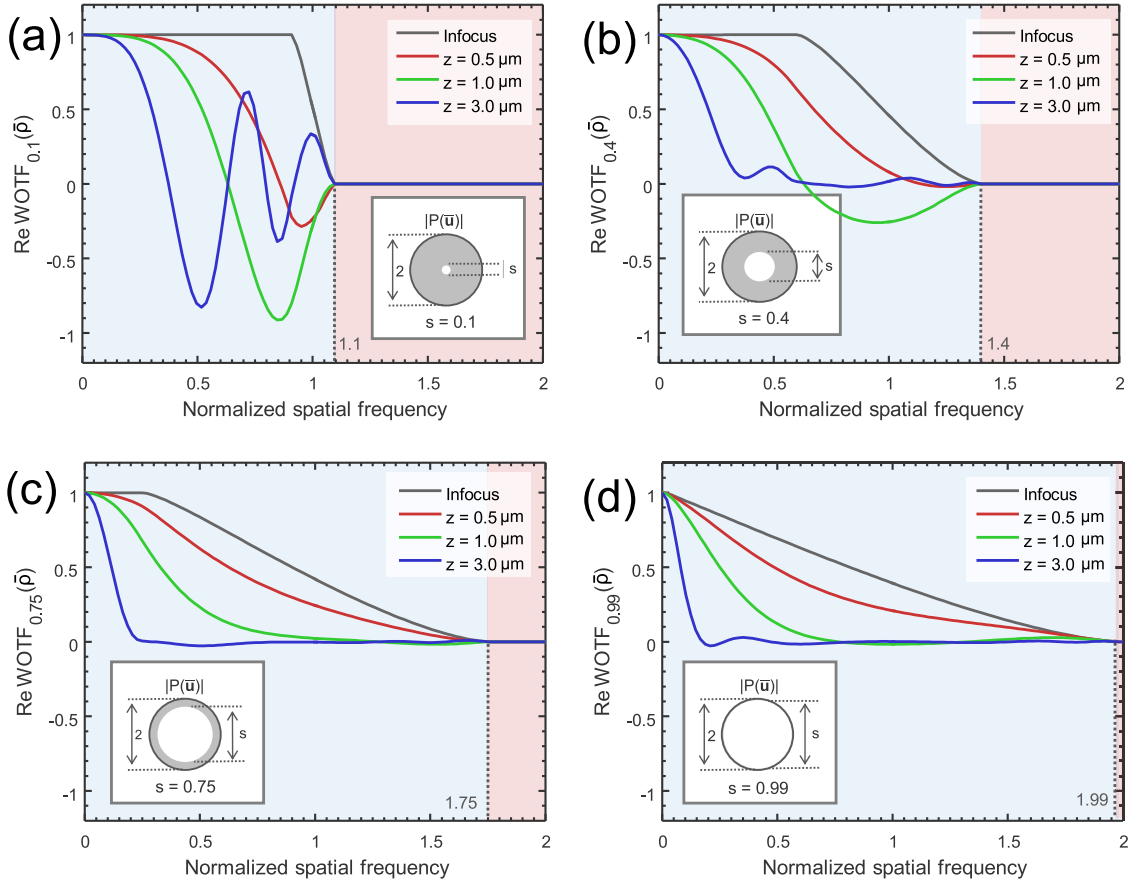 (a)
1
0.5
0
-0.5
-1
Re WOTF0.1(ρ̄)
Infocus
z = 0.5 µm
z = 1.0 µm
z = 3.0 µm
|P(ū)|
2
s
s = 0.1
1.1
0
0.5
1
1.5
2
Normalized spatial frequency
(b)
1
0.5
0
-0.5
-1
Re WOTF0.4(ρ̄)
Infocus
z = 0.5 µm
z = 1.0 µm
z = 3.0 µm
|P(ū)|
2
s
s = 0.4
1.4
0
0.5
1
1.5
2
Normalized spatial frequency
(c)
1
0.5
0
-0.5
-1
Re WOTF0.75(ρ̄)
Infocus
z = 0.5 µm
z = 1.0 µm
z = 3.0 µm
|P(ū)|
2
s
s = 0.75
1.75
0
0.5
1
1.5
2
Normalized spatial frequency
(d)
1
0.5
0
-0.5
-1
Re WOTF0.99(ρ̄)
Infocus
z = 0.5 µm
z = 1.0 µm
z = 3.0 µm
|P(ū)|
2
s
s = 0.99
1.99
0
0.5
1
1.5
2
Normalized spatial frequency